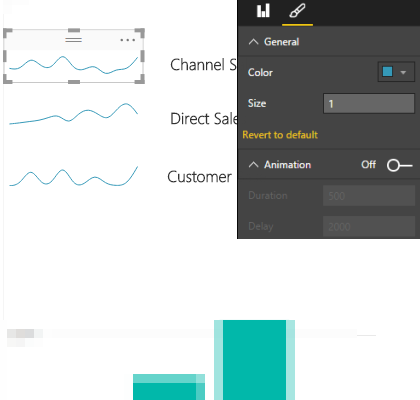 General
Channel S
Color
Size
1
Direct Sale
Revert to default
Animation
Off
Customer
Duration
500
Delay
2000